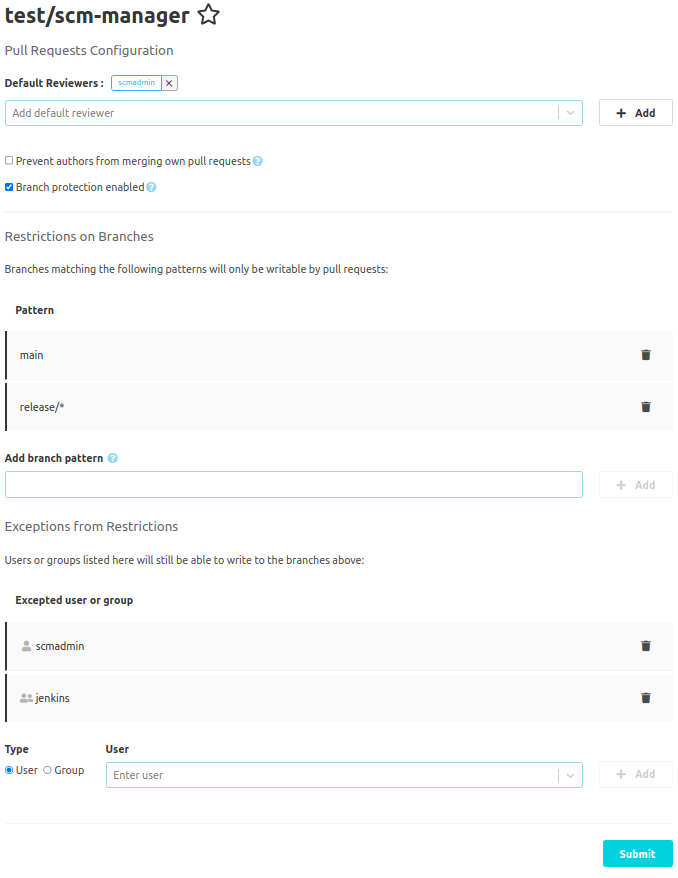 test/scm-manager
Pull Requests Configuration
Default Reviewers : scmadmin
Add default reviewer
Add
Prevent authors from merging own pull requests
Branch protection enabled
Restrictions on Branches
Branches matching the following patterns will only be writable by pull requests:
Pattern
main
release/*
Add branch pattern
Add
Exceptions from Restrictions
Users or groups listed here will still be able to write to the branches above:
Excepted user or group
scmadmin
jenkins
Type User
User Group Enter user Add
Submit